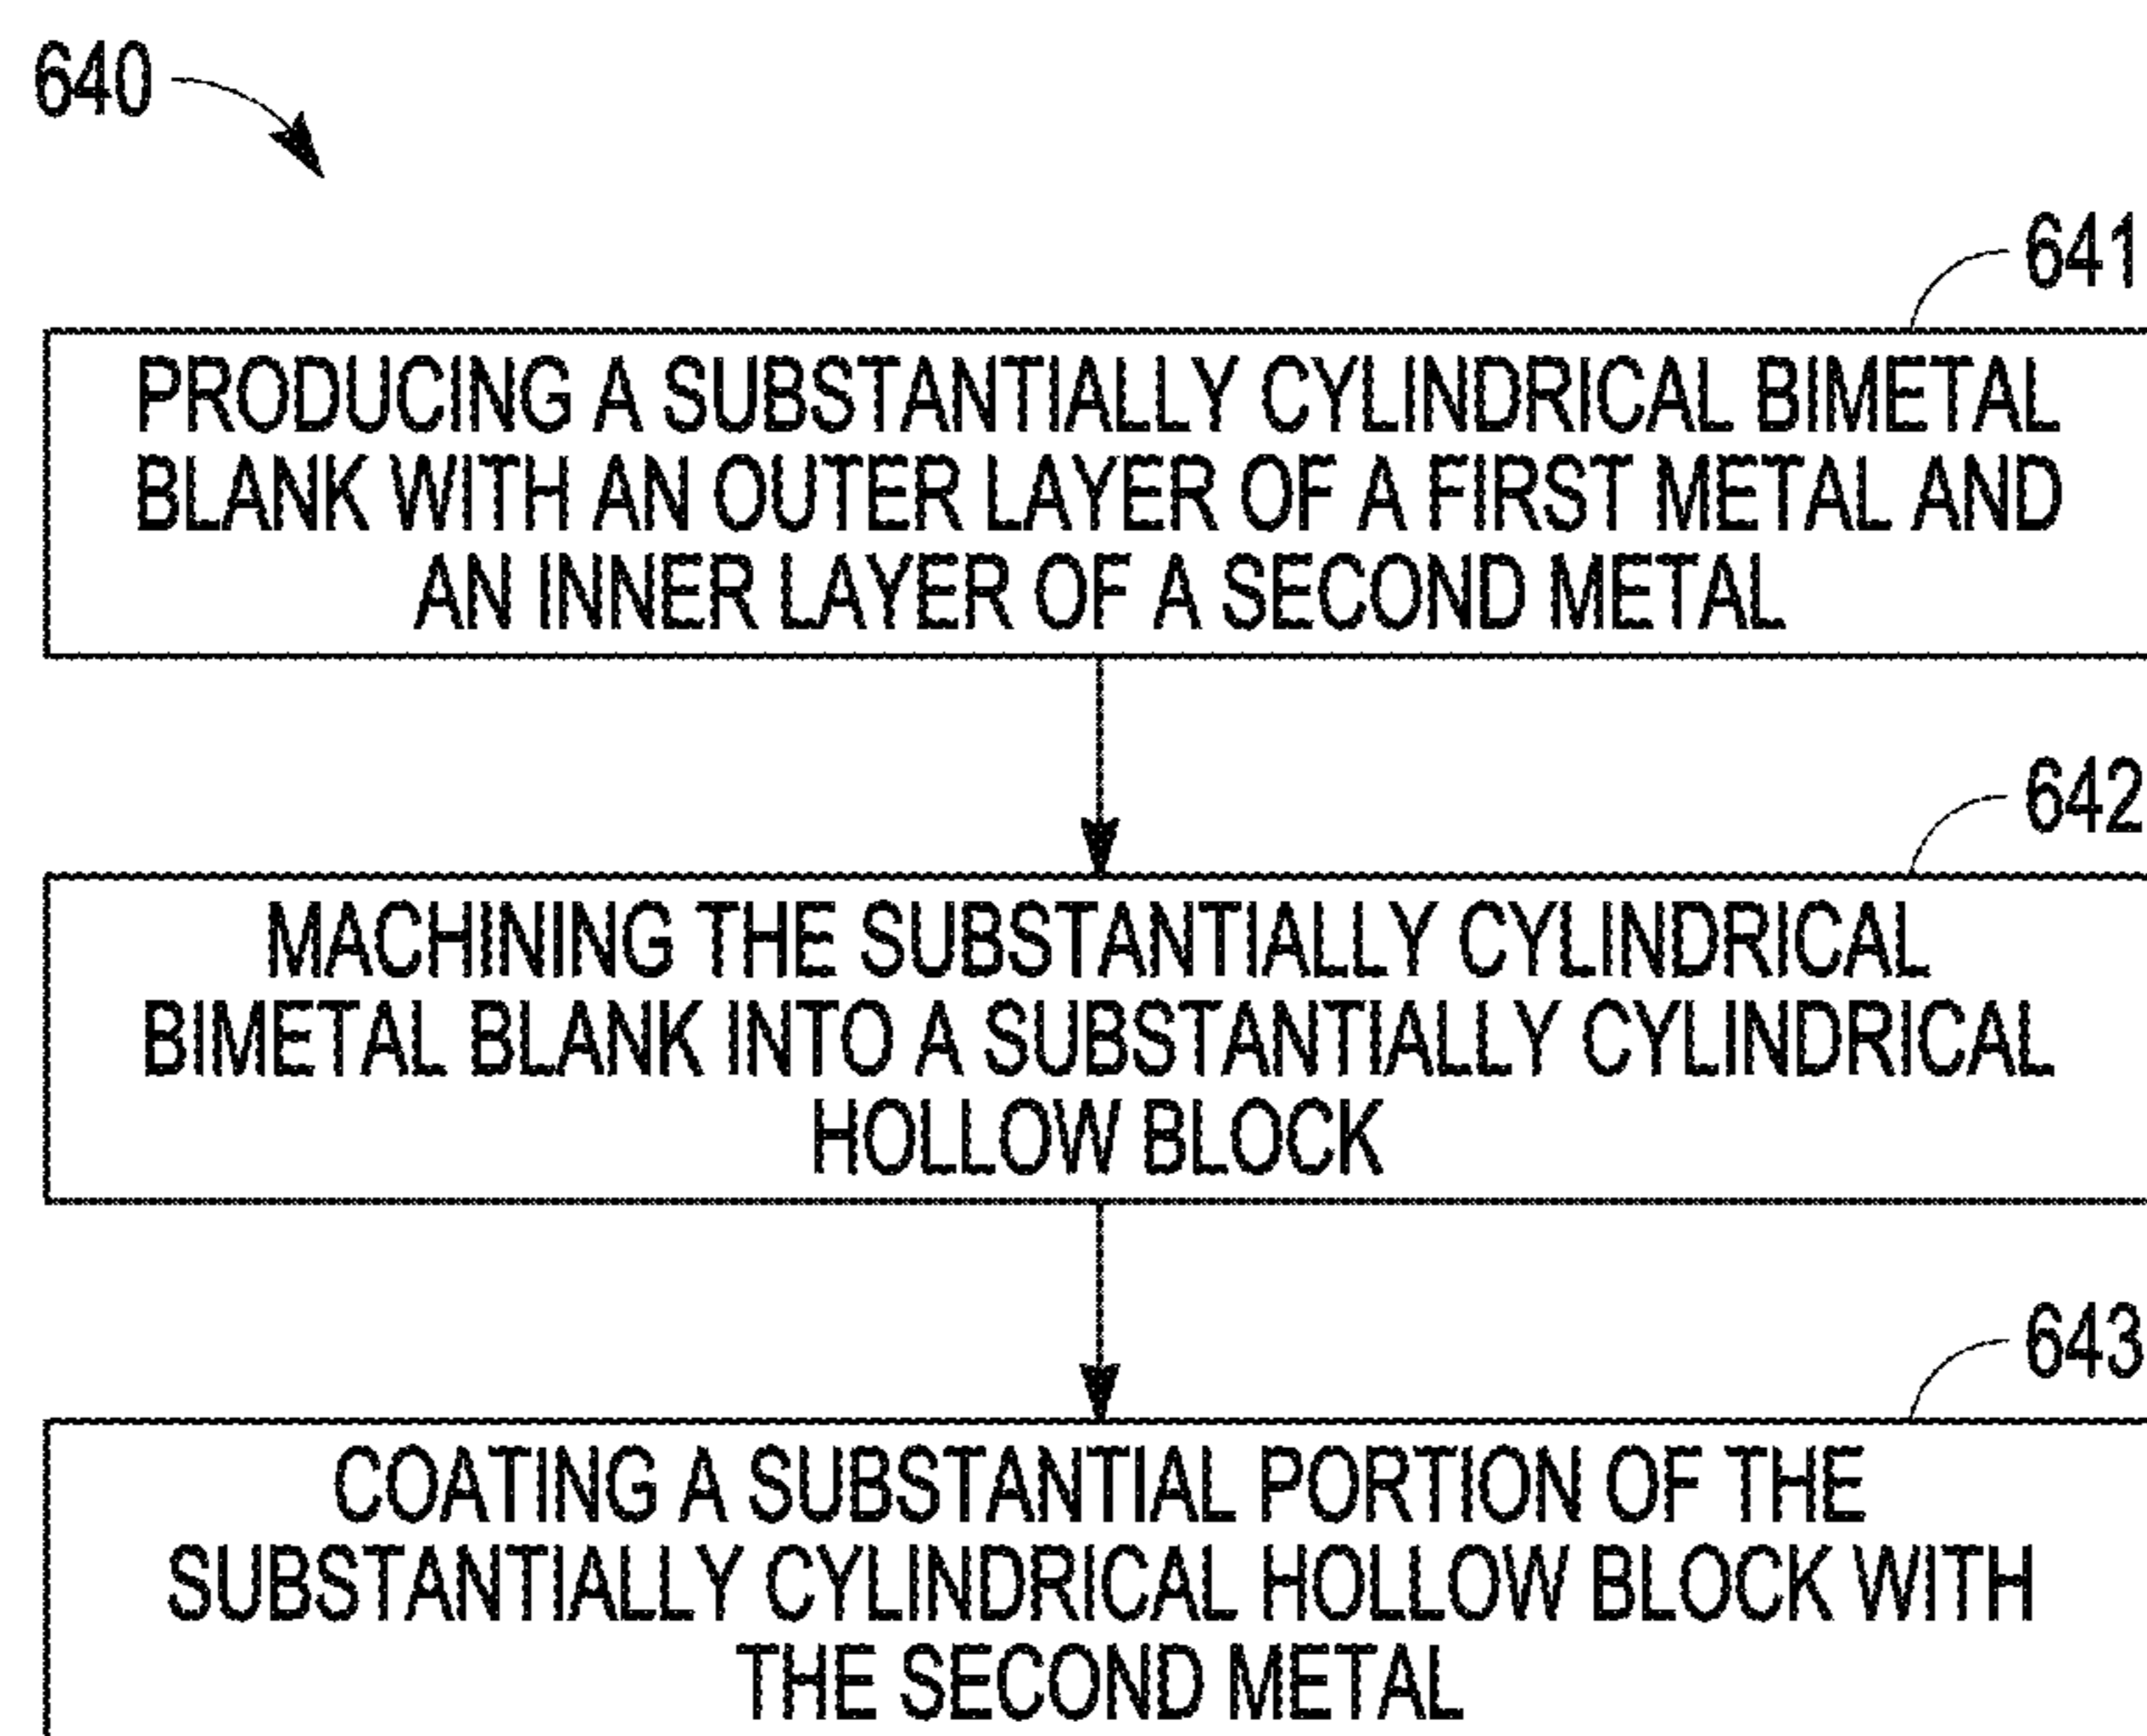 640
641
PRODUCING A SUBSTANTIALLY CYLINDRICAL BIMETAL
BLANK WITH AN OUTER LAYER OF A FIRST METAL AND
AN INNER LAYER OF A SECOND METAL
642
MACHINING THE SUBSTANTIALLY CYLINDRICAL
BIMETAL BLANK INTO A SUBSTANTIALLY CYLINDRICAL
HOLLOW BLOCK
643
COATING A SUBSTANTIAL PORTION OF THE
SUBSTANTIALLY CYLINDRICAL HOLLOW BLOCK WITH
THE SECOND METAL